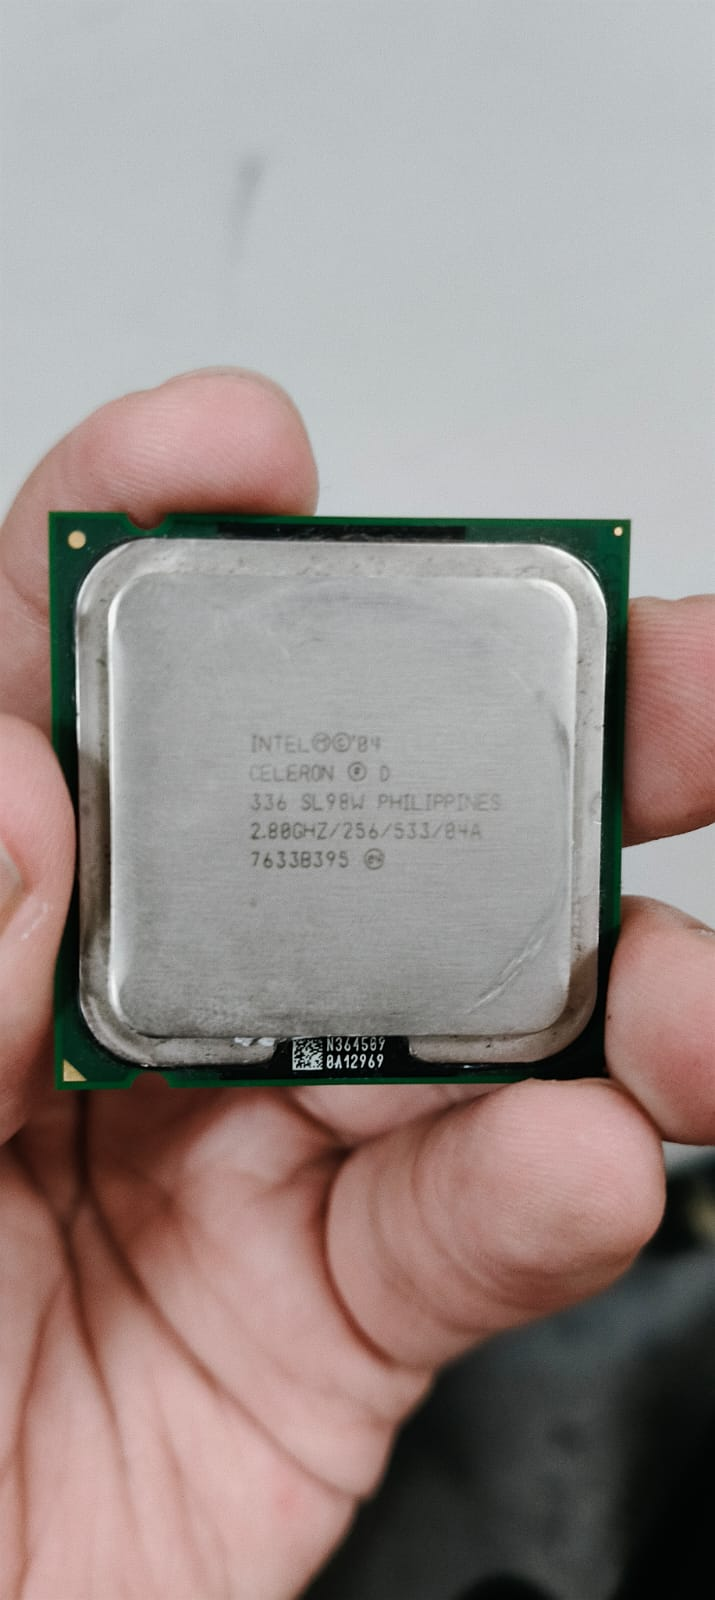 INTEL Ⓜ©'04
CELERON ® D
336 SL98W PHILIPPINES
2.80GHZ/256/533/04A
7633B395
N364509
0A12969